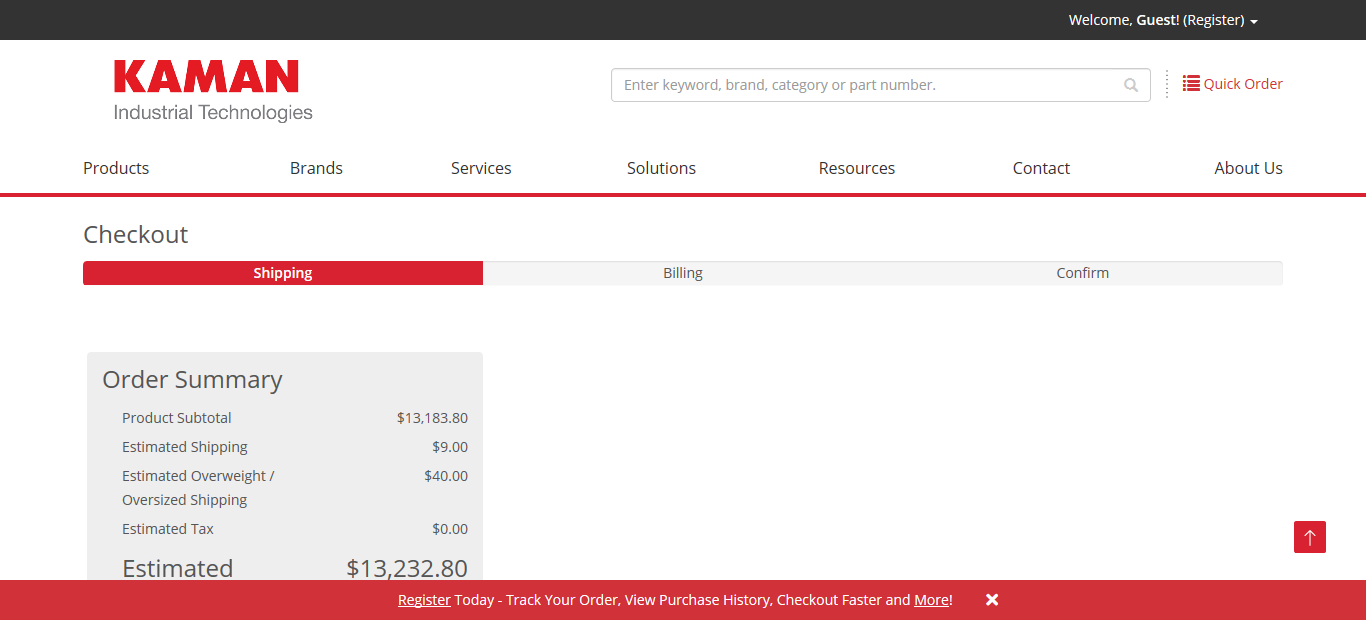 Welcome, Guest! (Register)
KAMAN
Industrial Technologies
Enter keyword, brand, category or part number.
Quick Order
Products Brands Services Solutions Resources Contact About Us
Checkout
Shipping Billing Confirm
Order Summary
Product Subtotal $13,183.80
Estimated Shipping $9.00
Estimated Overweight / $40.00
Oversized Shipping
Estimated Tax $0.00
Estimated $13,232.80
Register Today - Track Your Order, View Purchase History, Checkout Faster and More!